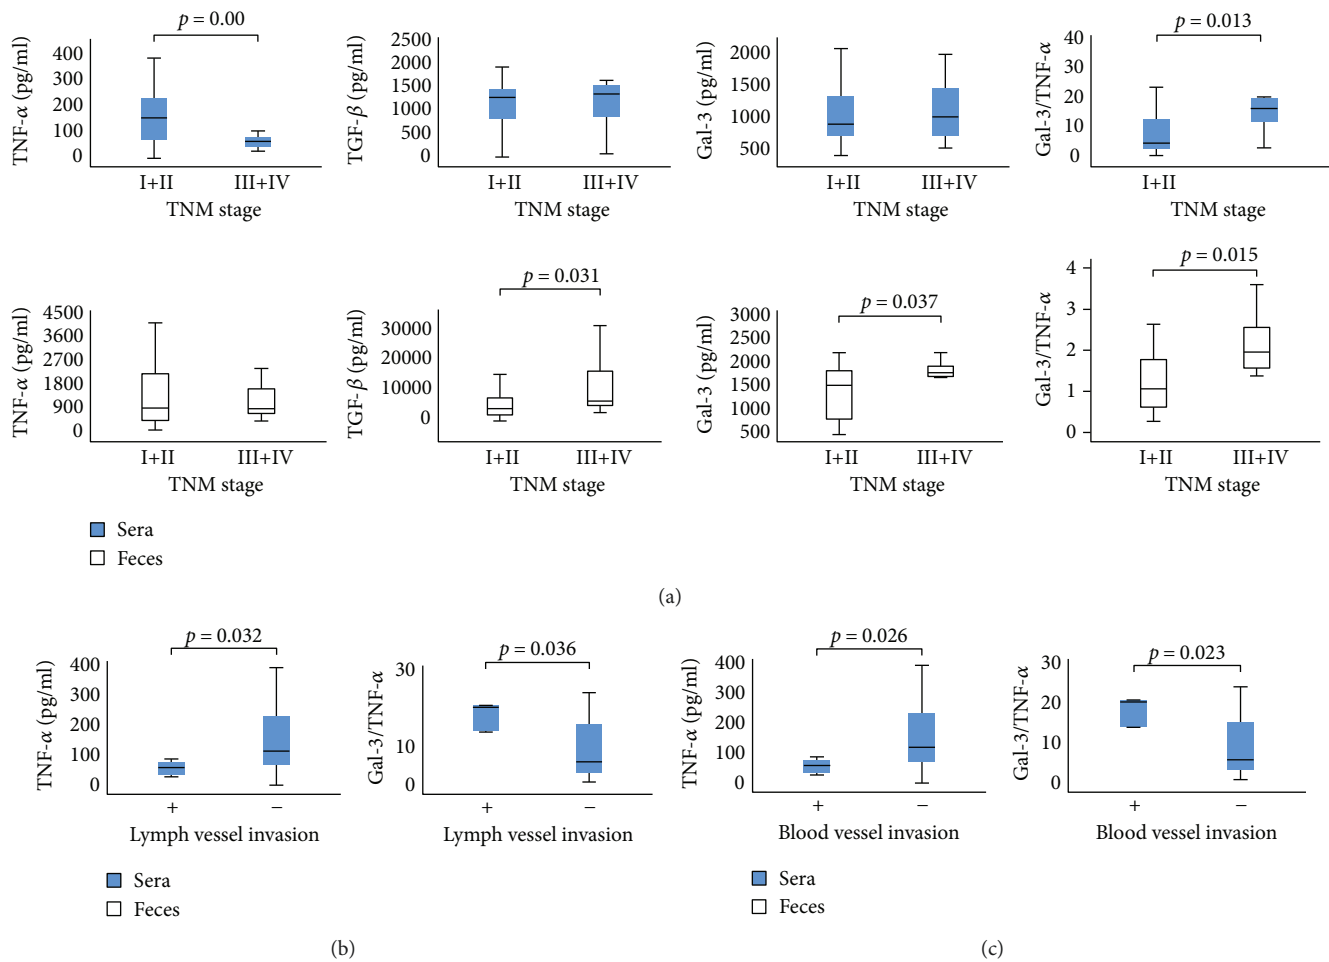 p = 0.00
TNF-α (pg/ml)
400
300
200
100
0
I+II III+IV
TNM stage
TGF-β (pg/ml)
2500
2000
1500
1000
500
0
I+II III+IV
TNM stage
Gal-3 (pg/ml)
2000
1500
1000
500
I+II III+IV
TNM stage
p = 0.013
Gal-3/TNF-α
40
30
20
10
0
I+II
TNM stage
TNF-α (pg/ml)
4500
3600
2700
1800
900
0
I+II III+IV
TNM stage
p = 0.031
TGF-β (pg/ml)
30000
20000
10000
0
I+II III+IV
TNM stage
p = 0.037
Gal-3 (pg/ml)
3000
2500
2000
1500
1000
500
I+II III+IV
TNM stage
p = 0.015
Gal-3/TNF-α
4
3
2
1
0
I+II III+IV
TNM stage
Sera
Feces
(a)
p = 0.032
TNF-α (pg/ml)
400
300
200
100
0
+ −
Lymph vessel invasion
p = 0.036
Gal-3/TNF-α
30
10
0
+ −
Lymph vessel invasion
Sera
Feces
(b)
p = 0.026
TNF-α (pg/ml)
400
300
200
100
0
+ −
Blood vessel invasion
p = 0.023
Gal-3/TNF-α
30
20
10
0
+ −
Blood vessel invasion
Sera
Feces
(c)